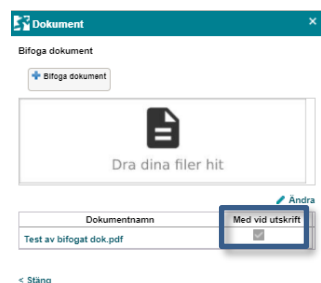 Dokument
Bifoga dokument
Bifoga dokument
Dra dina filer hit
Ändra
Dokumentnamn Med vid utskrift
Test av bifogat dok.pdf
< Stäng